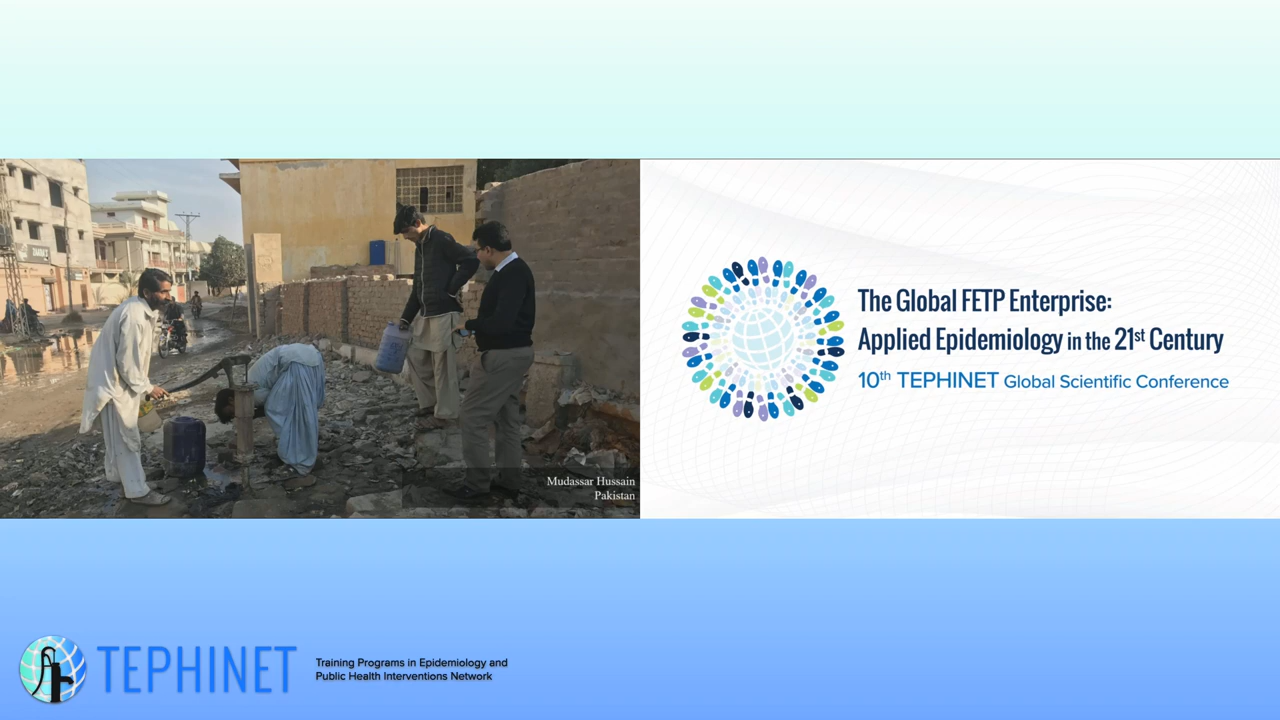 Mudassar Hussain
Pakistan
The Global FETP Enterprise:
Applied Epidemiology in the 21st Century
10th TEPHINET Global Scientific Conference
TEPHINET
Training Programs in Epidemiology and
Public Health Interventions Network